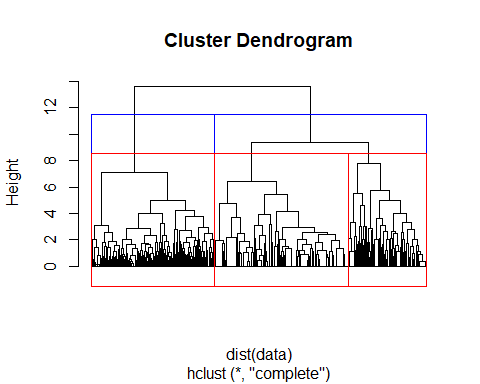 Cluster Dendrogram
Height
12
8
6
4
2
0
dist(data)
hclust (*, "complete")